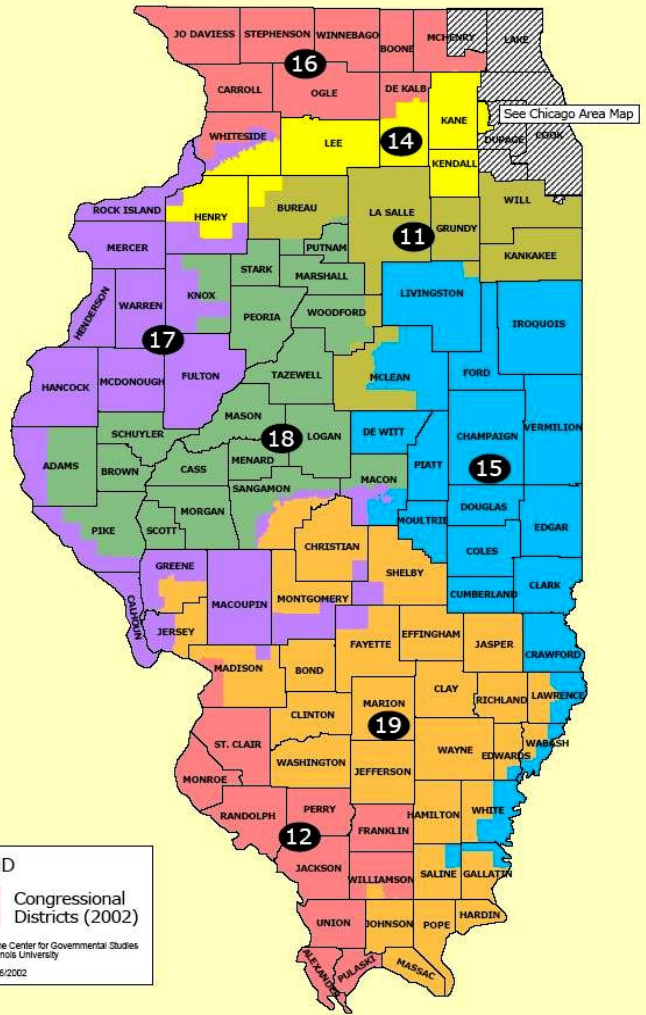 JO DAVIESS STEPHENSON WINNEBAGO BOONE MCHENRY LAKE
16
CARROLL OGLE DE KALB KANE
See Chicago Area Map
WHITESIDE LEE 14 DUPAGE COOK
KENDALL
ROCK ISLAND HENRY BUREAU LA SALLE WILL
11 GRUNDY
MERCER PUTNAM KANKAKEE
STARK MARSHALL
HENDERSON WARREN KNOX LIVINGSTON
PEORIA WOODFORD IROQUOIS
17
HANCOCK MCDONOUGH FULTON TAZEWELL MCLEAN FORD
MASON
SCHUYLER 18 LOGAN DE WITT CHAMPAIGN VERMILION
ADAMS BROWN CASS MENARD PIATT 15
SANGAMON MACON
PIKE SCOTT MORGAN MOULTRIE DOUGLAS
CHRISTIAN COLES EDGAR
GREENE SHELBY
CALHOUN MACOUPIN MONTGOMERY CUMBERLAND CLARK
JERSEY
FAYETTE EFFINGHAM JASPER CRAWFORD
MADISON BOND
CLAY RICHLAND LAWRENCE
CLINTON MARION
19
ST. CLAIR WAYNE EDWARDS WABASH
WASHINGTON JEFFERSON
MONROE
RANDOLPH PERRY HAMILTON WHITE
12 FRANKLIN
JACKSON WILLIAMSON SALINE GALLATIN
UNION JOHNSON POPE HARDIN
ALEXANDER PULASKI MASSAC
Congressional
Districts (2002)
Center for Governmental Studies
University
/2002